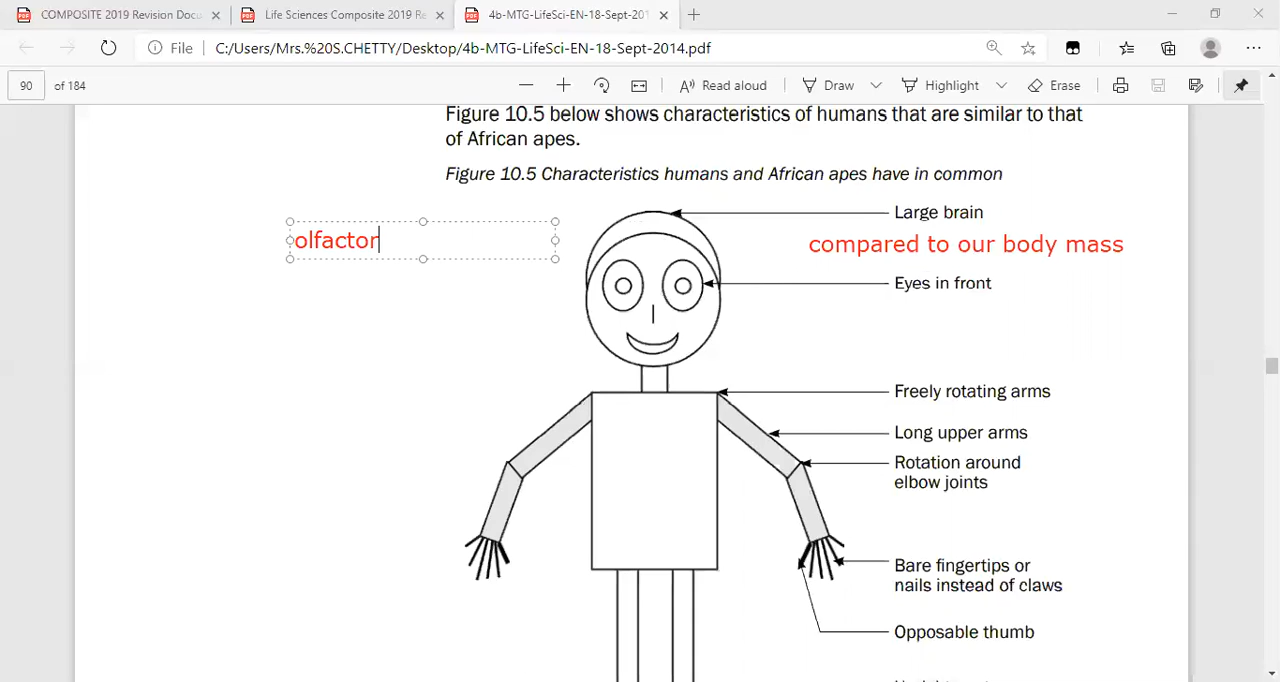 COMPOSITE 2019 Revision Docu
Life Sciences Composite 2019 Re
4b-MTG-LifeSci-EN-18-Sept-201
File
C:/Users/Mrs.%20S.CHETTY/Desktop/4b-MTG-LifeSci-EN-18-Sept-2014.pdf
90 of 184
Read aloud
Draw
Highlight
Erase
Figure 10.5 below shows characteristics of humans that are similar to that
of African apes.
Figure 10.5 Characteristics humans and African apes have in common
Large brain
olfactor
compared to our body mass
Eyes in front
Freely rotating arms
Long upper arms
Rotation around
elbow joints
Bare fingertips or
nails instead of claws
Opposable thumb